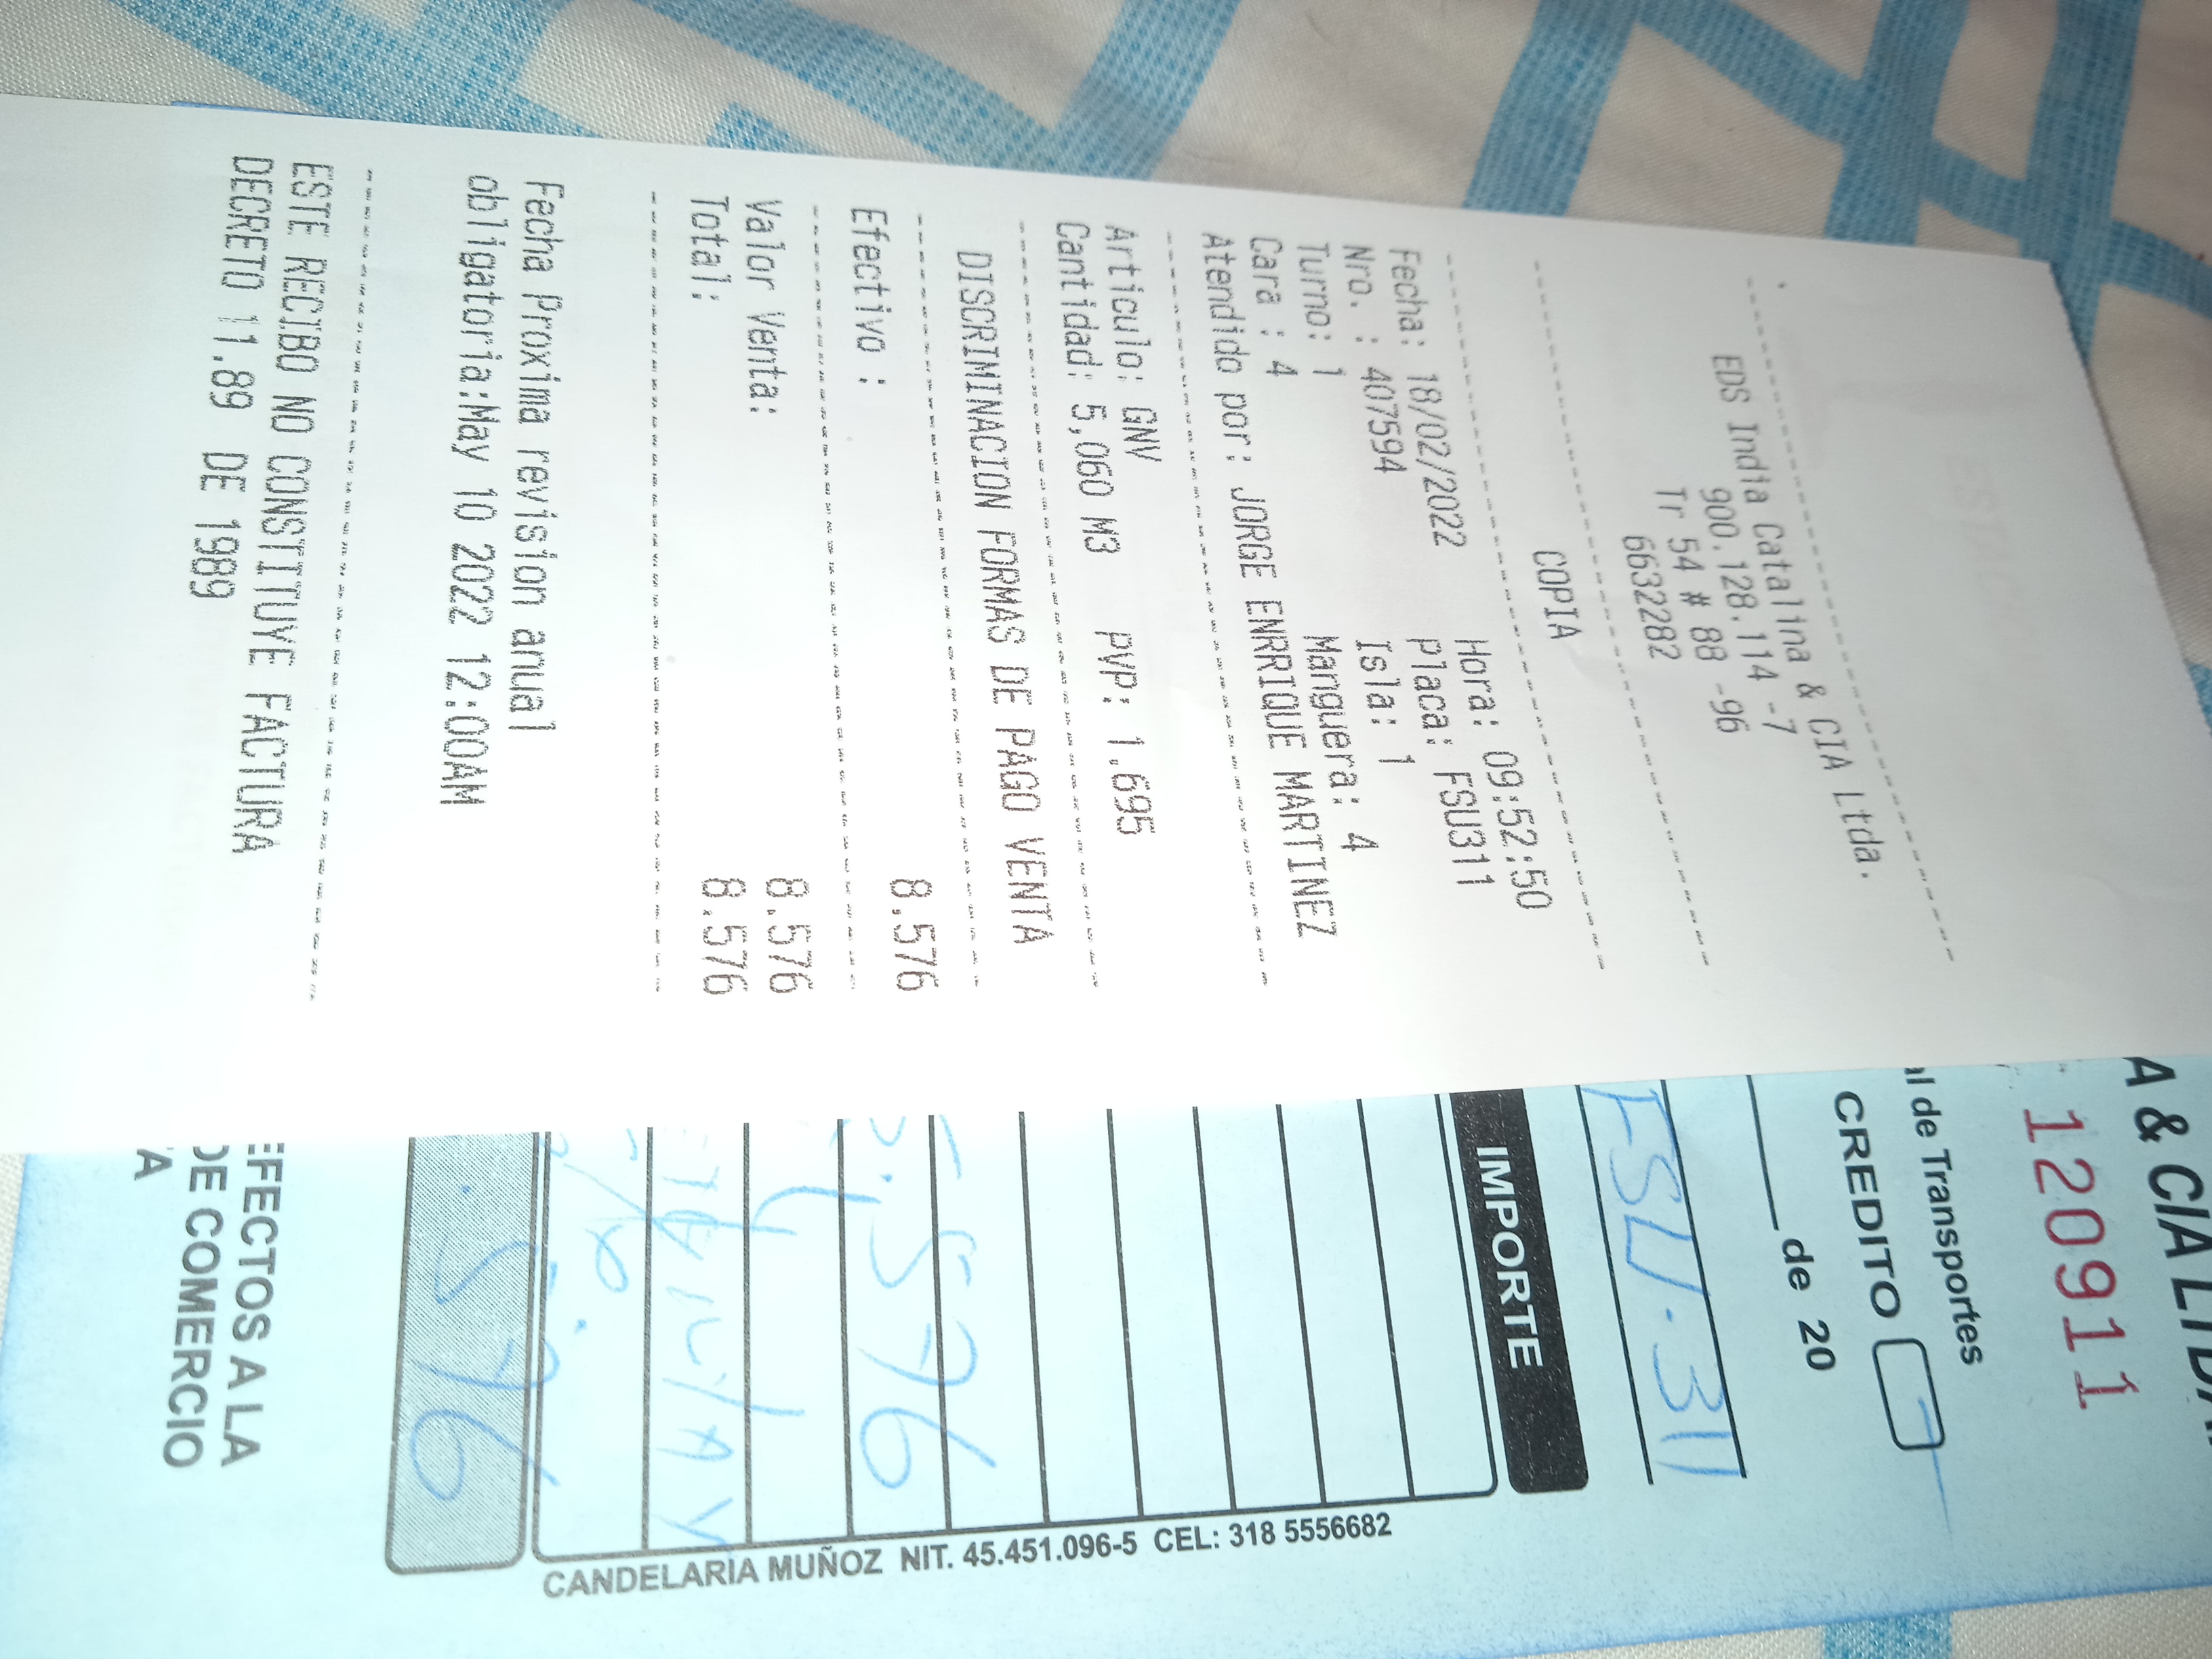 EDS India Catalina & CIA Ltda.
900.128.114 -7
Tr 54 # 88 -96
6632282
COPIA
Fecha: 18/02/2022 Hora: 09:52:50
Nro. : 407594 Placa: FSU311
Turno: 1 Isla: 1
Cara : 4 Manguera: 4
Atendido por: JORGE ENRRIQUE MARTINEZ
Articulo: GNV PVP: 1,695
Cantidad: 5,060 M3
DISCRIMINACION FORMAS DE PAGO VENTA
Efectivo : 8.576
Valor Venta: 8.576
Total: 8.576
Fecha Proxima revision anual
obligatoria:May 10 2022 12:00AM
ESTE RECIBO NO CONSTITUYE FACTURA
DECRETO 11.89 DE 1989
A & CIA LTDA
120911
al de Transportes
CREDITO
de 20
FSU.311
IMPORTE
576
.576
EFECTOS A LA
DE COMERCIO
A
CANDELARIA MUÑOZ NIT. 45.451.096-5 CEL: 318 5556682